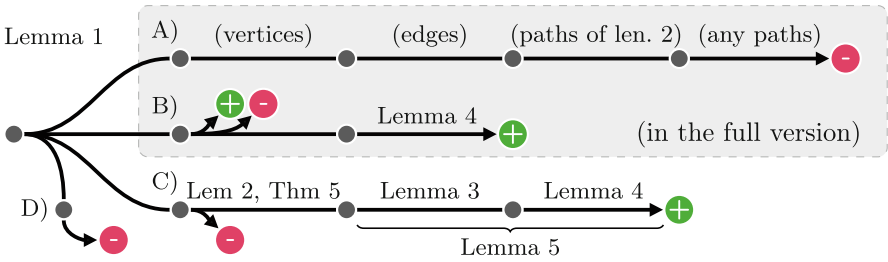 Lemma 1
A) (vertices) (edges) (paths of len. 2) (any paths) -
B) + - Lemma 4 +
(in the full version)
C) Lem 2, Thm 5 Lemma 3 Lemma 4 +
D) - -
Lemma 5